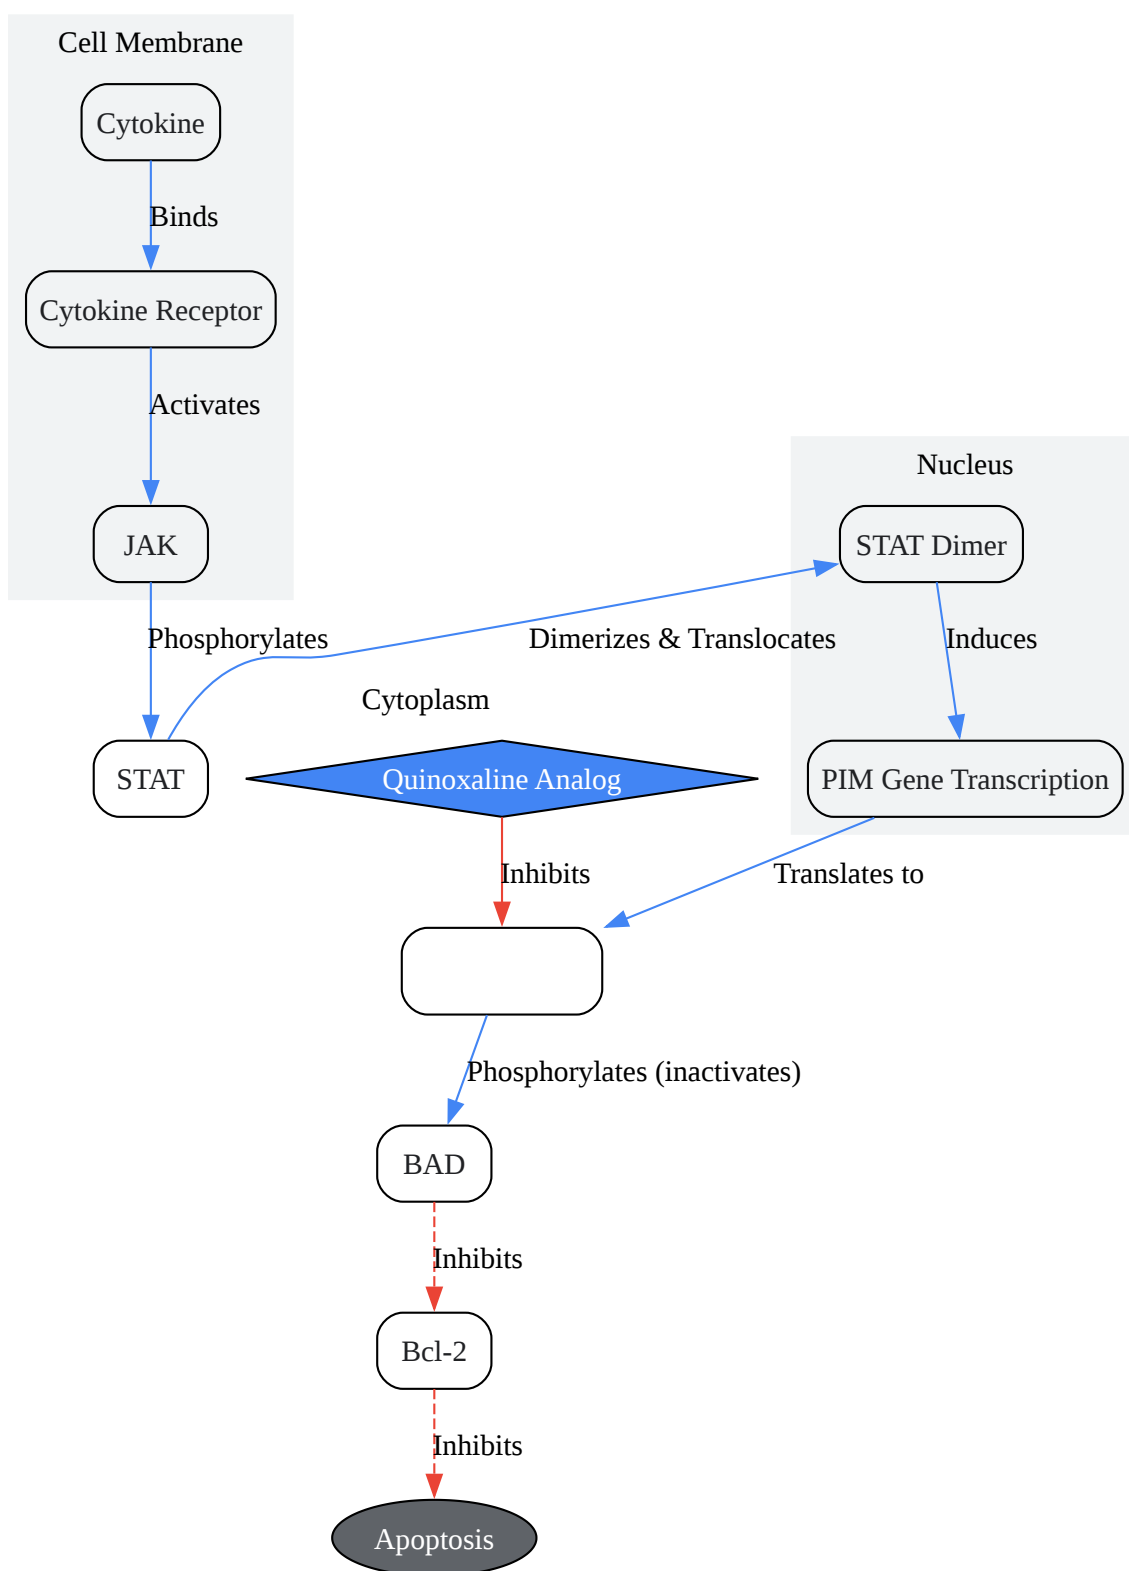 Cell Membrane
Cytokine
Binds
Cytokine Receptor
Activates
JAK
Phosphorylates
STAT
Dimerizes & Translocates
Nucleus
STAT Dimer
Induces
PIM Gene Transcription
Translates to
Cytoplasm
Quinoxaline Analog
Inhibits
Phosphorylates (inactivates)
BAD
Inhibits
Bcl-2
Inhibits
Apoptosis